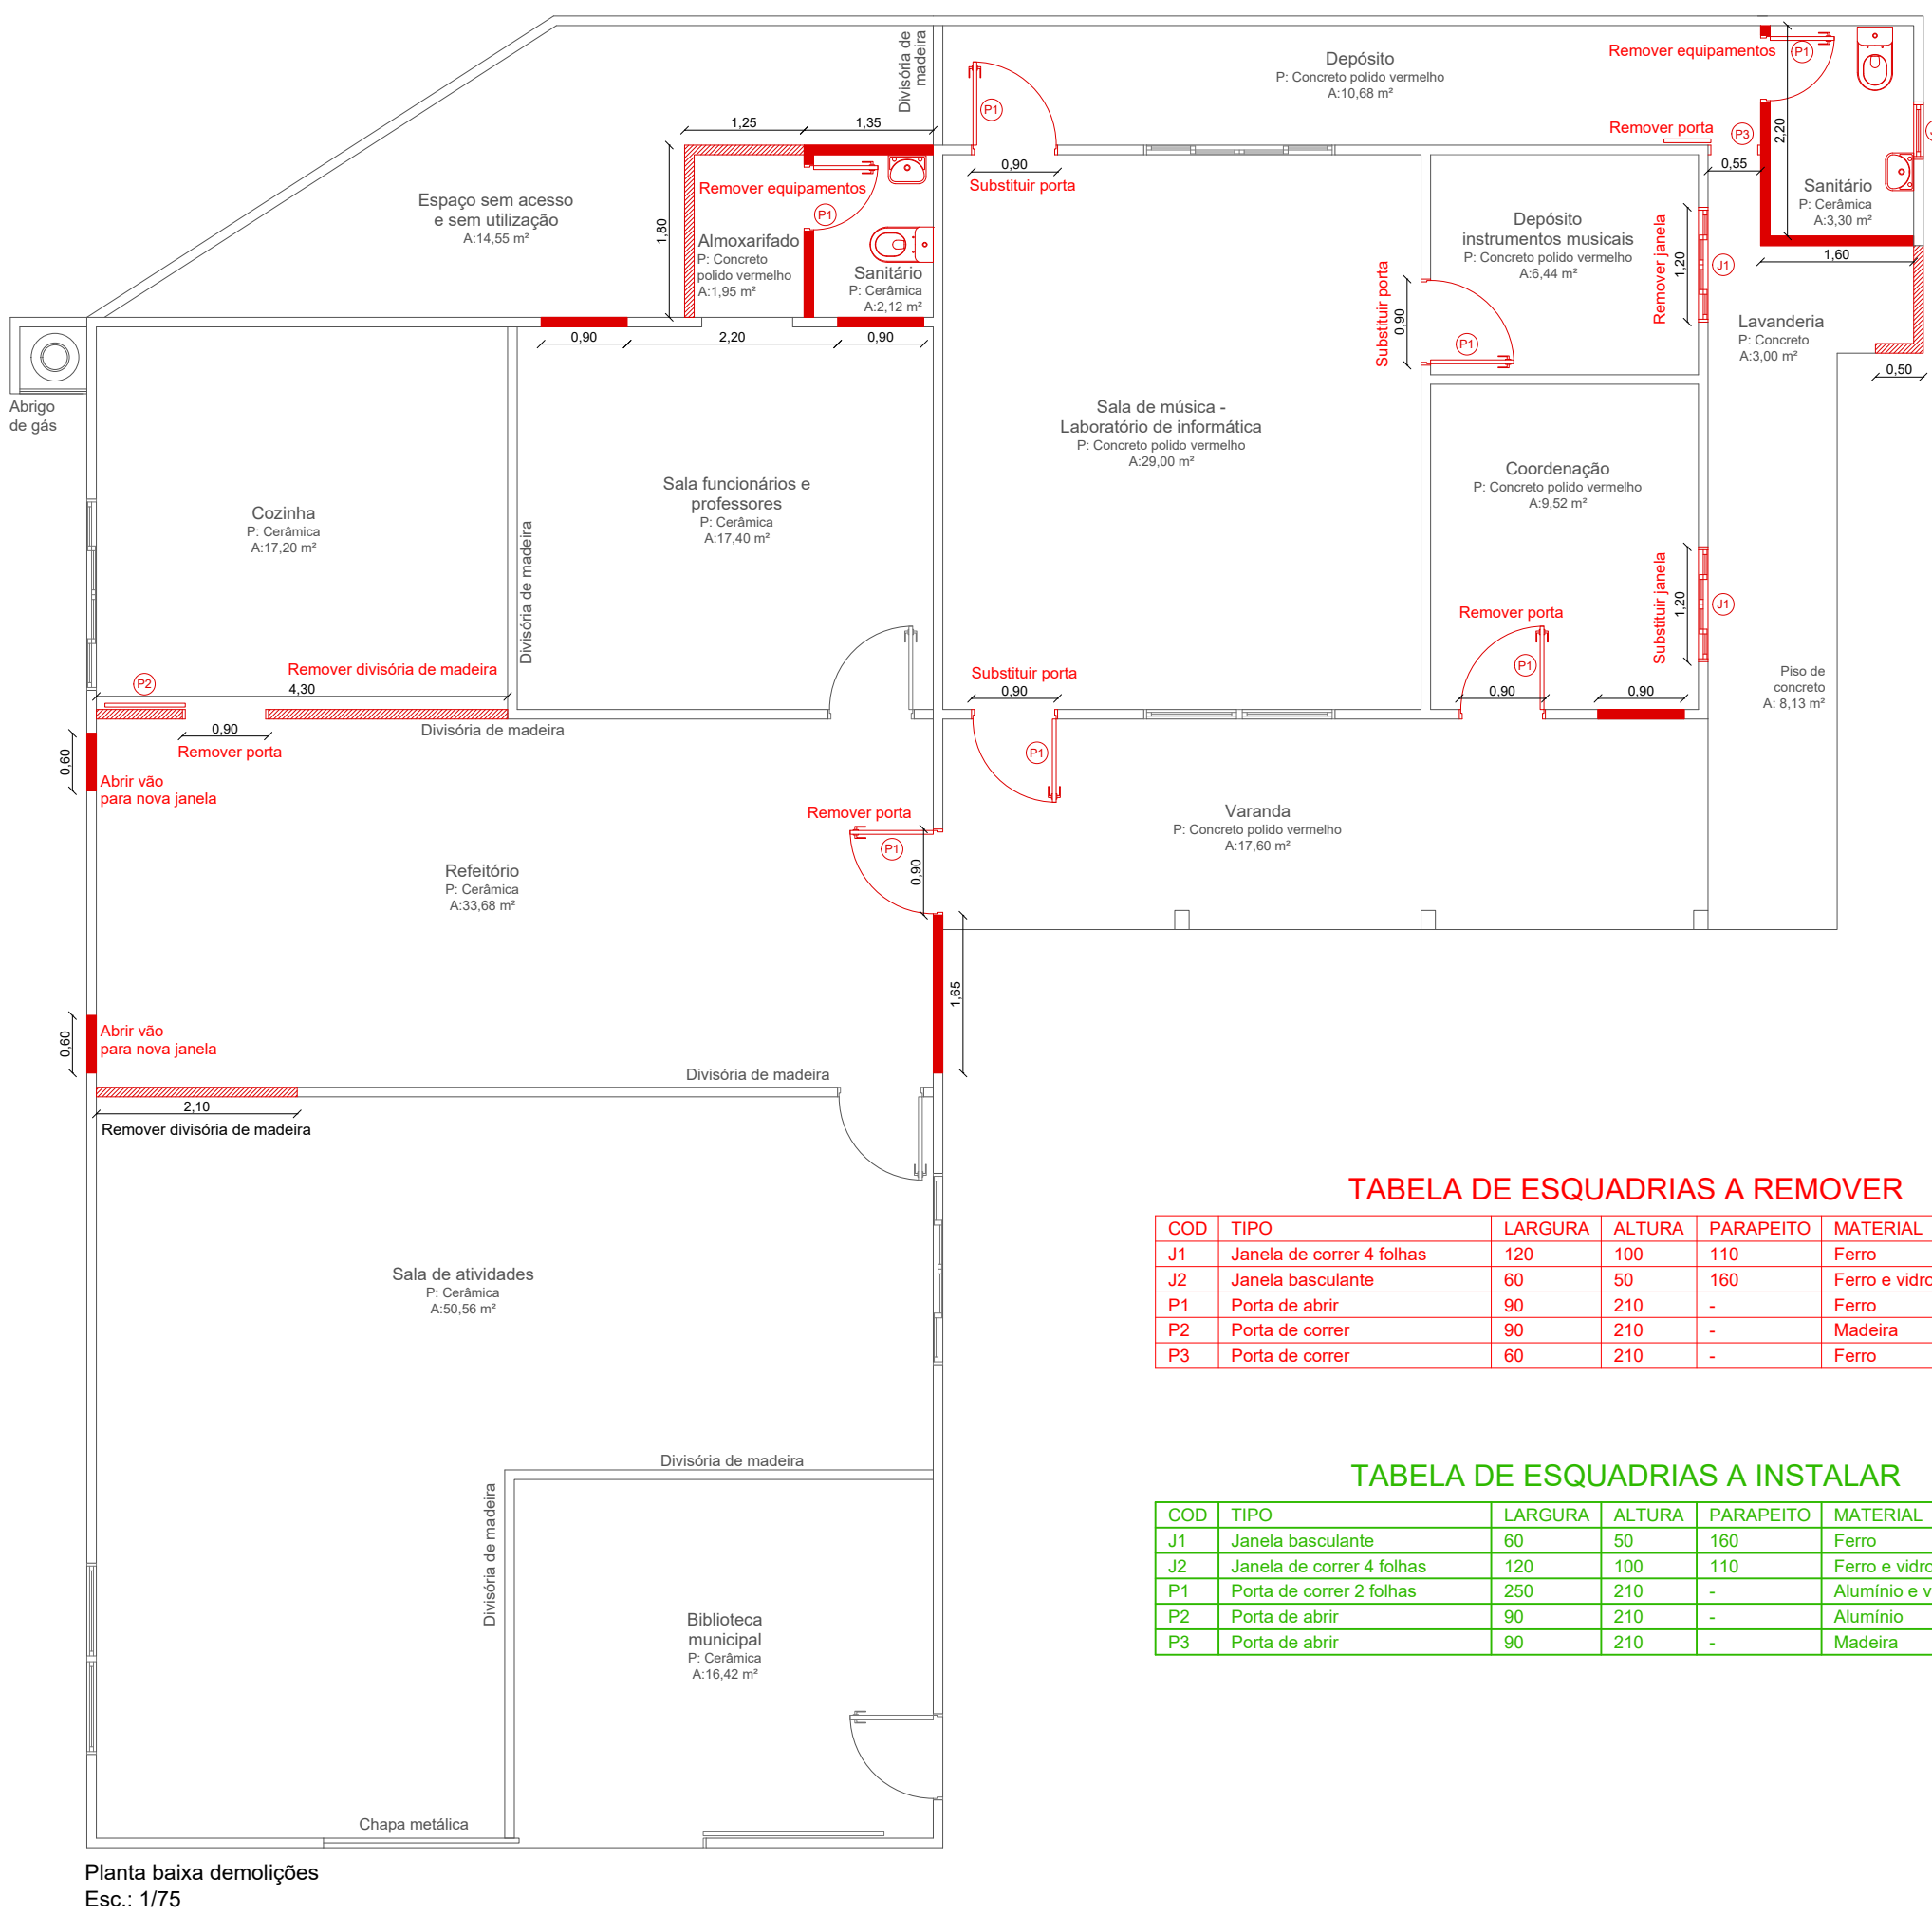 Divisória de
madeira
Depósito
P: Concreto polido vermelho
A:10,68 m²
Remover equipamentos
P1
P1
Remover porta
P3
2,20
0,55
Sanitário
P: Cerâmica
A:3,30 m²
1,60
1,25
1,35
0,90
Substituir porta
Remover equipamentos
P1
1,80
Espaço sem acesso
e sem utilização
A:14,55 m²
Almoxarifado
P: Concreto
polido vermelho
A:1,95 m²
Sanitário
P: Cerâmica
A:2,12 m²
Depósito
instrumentos musicais
P: Concreto polido vermelho
A:6,44 m²
Remover janela
1,20
J1
Substituir porta
0,90
P1
Lavanderia
P: Concreto
A:3,00 m²
0,50
0,90
2,20
0,90
Abrigo
de gás
Sala de música -
Laboratório de informática
P: Concreto polido vermelho
A:29,00 m²
Coordenação
P: Concreto polido vermelho
A:9,52 m²
Sala funcionários e
professores
P: Cerâmica
A:17,40 m²
Cozinha
P: Cerâmica
A:17,20 m²
Divisória de madeira
Substituir janela
1,20
J1
Remover porta
P1
0,90
0,90
Piso de
concreto
A: 8,13 m²
Remover divisória de madeira
P2
4,30
Substituir porta
0,90
P1
Divisória de madeira
0,90
Remover porta
0,60
Abrir vão
para nova janela
Remover porta
P1
0,90
Varanda
P: Concreto polido vermelho
A:17,60 m²
Refeitório
P: Cerâmica
A:33,68 m²
1,65
0,60
Abrir vão
para nova janela
Divisória de madeira
2,10
Remover divisória de madeira
Sala de atividades
P: Cerâmica
A:50,56 m²
TABELA DE ESQUADRIAS A REMOVER
COD TIPO LARGURA ALTURA PARAPEITO MATERIAL
J1 Janela de correr 4 folhas 120 100 110 Ferro
J2 Janela basculante 60 50 160 Ferro e vidro
P1 Porta de abrir 90 210 - Ferro
P2 Porta de correr 90 210 - Madeira
P3 Porta de correr 60 210 - Ferro
Divisória de madeira
Divisória de madeira
TABELA DE ESQUADRIAS A INSTALAR
COD TIPO LARGURA ALTURA PARAPEITO MATERIAL
J1 Janela basculante 60 50 160 Ferro
J2 Janela de correr 4 folhas 120 100 110 Ferro e vidro
P1 Porta de correr 2 folhas 250 210 - Alumínio e v
P2 Porta de abrir 90 210 - Alumínio
P3 Porta de abrir 90 210 - Madeira
Biblioteca
municipal
P: Cerâmica
A:16,42 m²
Chapa metálica
Planta baixa demolições
Esc.: 1/75